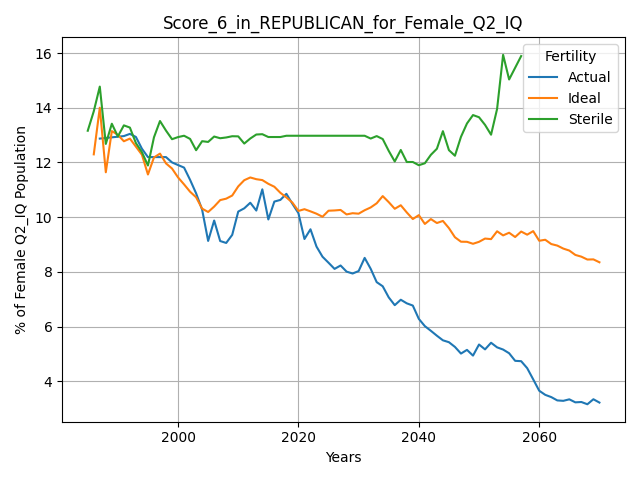 Score_6_in_REPUBLICAN_for_Female_Q2_IQ
Fertility
Actual
Ideal
Sterile
% of Female Q2_IQ Population
16
14
12
10
8
6
4
2000 2020 2040 2060
Years